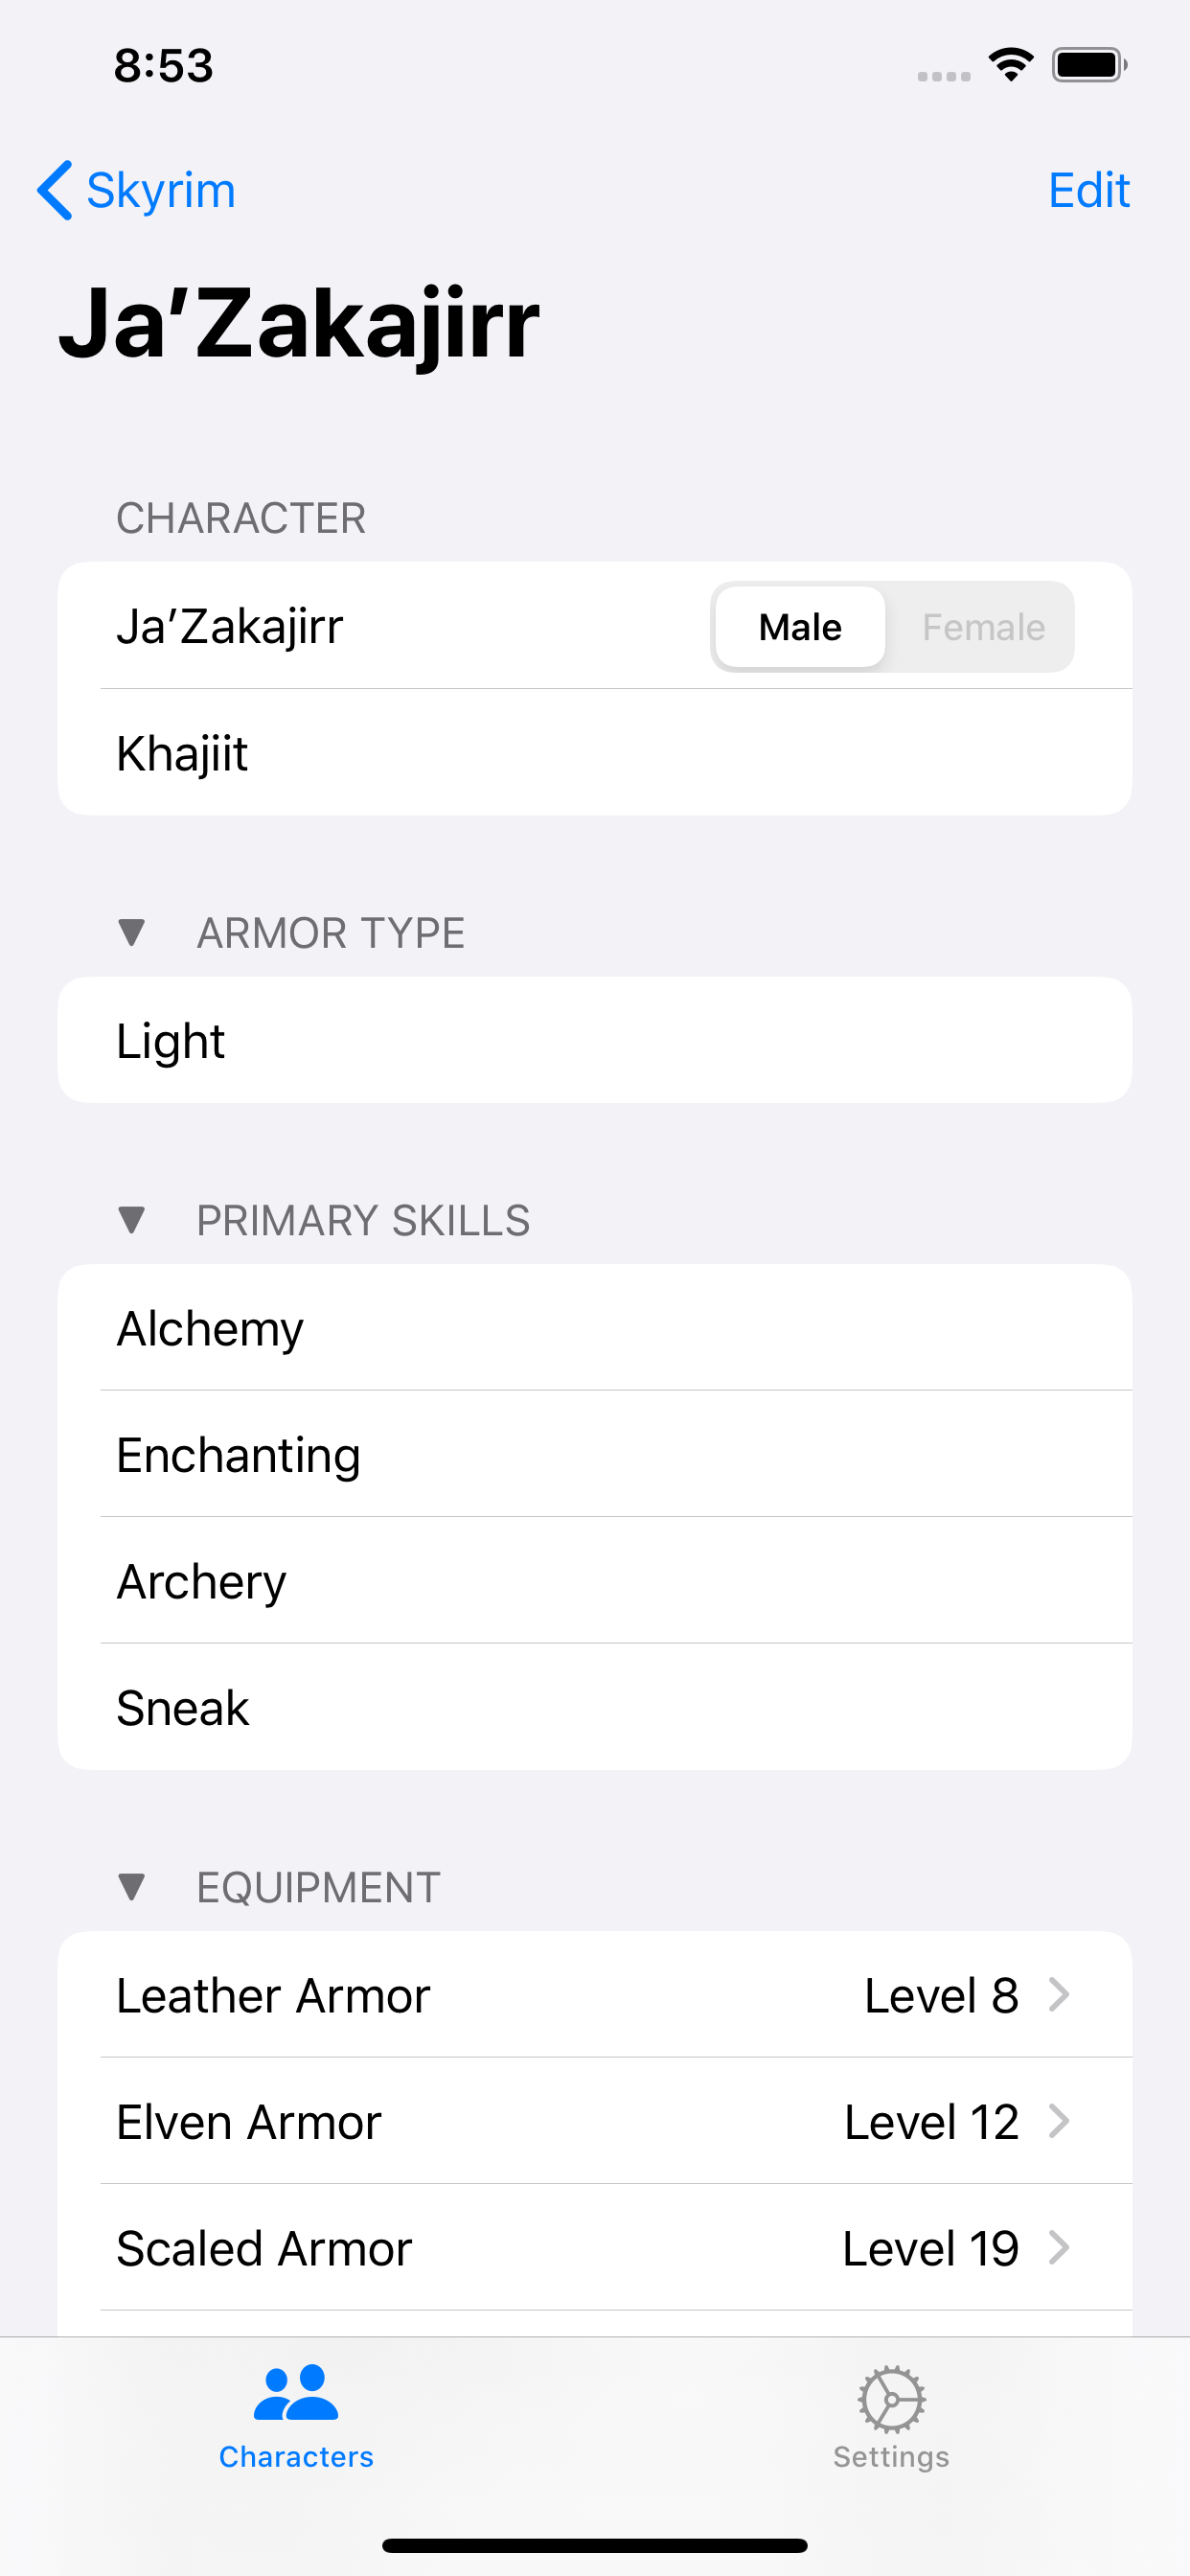 8:53
Skyrim Edit
Ja’Zakajirr
CHARACTER
Ja’Zakajirr Male Female
Khajiit
▼ ARMOR TYPE
Light
▼ PRIMARY SKILLS
Alchemy
Enchanting
Archery
Sneak
▼ EQUIPMENT
Leather Armor Level 8
Elven Armor Level 12
Scaled Armor Level 19
Characters Settings